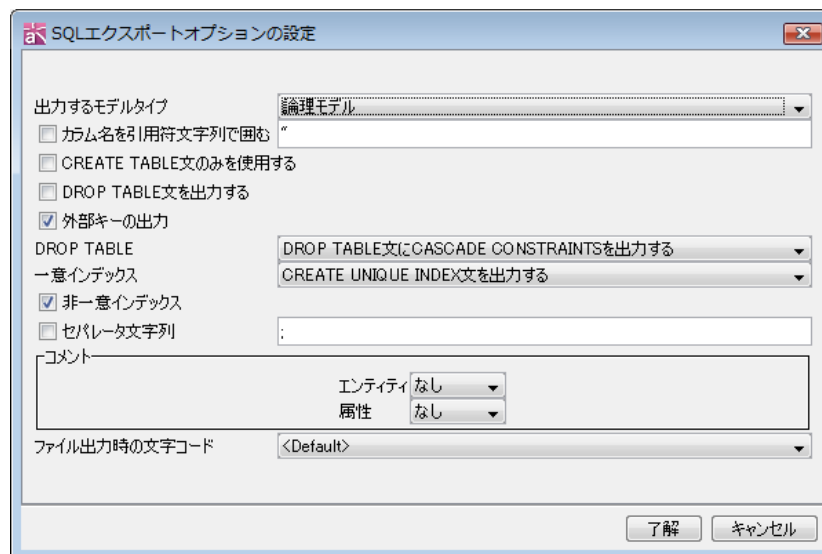 SQLエクスポートオプションの設定
出力するモデルタイプ 論理モデル
カラム名を引用符文字列で囲む "
CREATE TABLE文のみを使用する
DROP TABLE文を出力する
外部キーの出力
DROP TABLE DROP TABLE文にCASCADE CONSTRAINTSを出力する
一意インデックス CREATE UNIQUE INDEX文を出力する
非一意インデックス
セパレータ文字列 ;
コメント
エンティティ なし
属性 なし
ファイル出力時の文字コード <Default>
了解 キャンセル